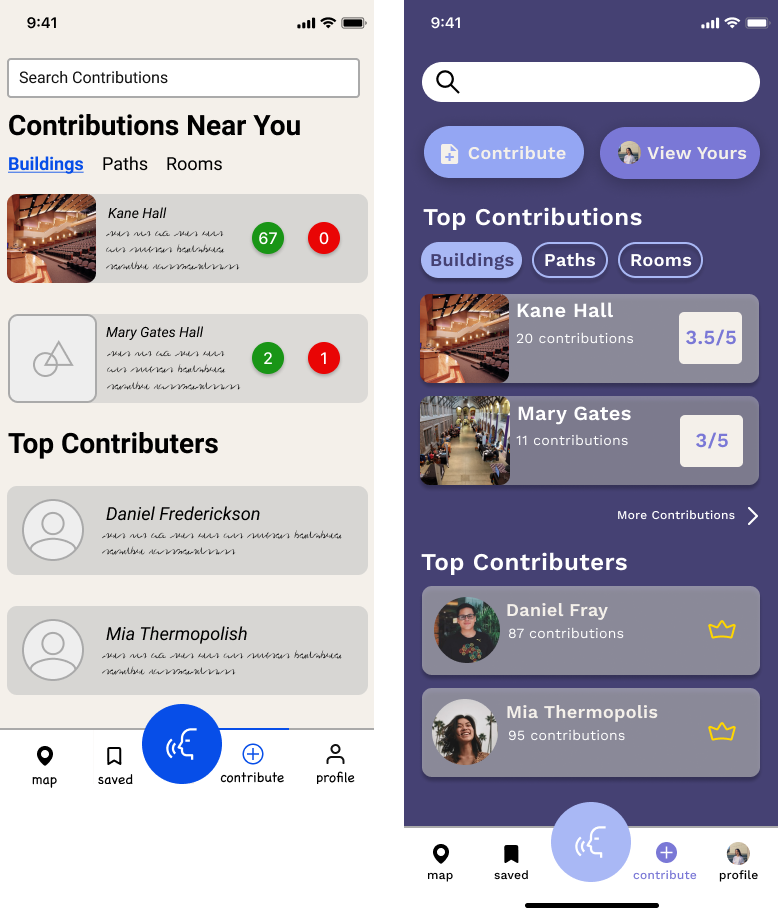 9:41
Search Contributions
Contributions Near You
Buildings Paths Rooms
Kane Hall
67 0
Mary Gates Hall
2 1
Top Contributers
Daniel Frederickson
Mia Thermopolish
map saved contribute profile
9:41
Contribute View Yours
Top Contributions
Buildings Paths Rooms
Kane Hall
20 contributions
3.5/5
Mary Gates
11 contributions
3/5
More Contributions
Top Contributers
Daniel Fray
87 contributions
Mia Thermopolis
95 contributions
map saved contribute profile